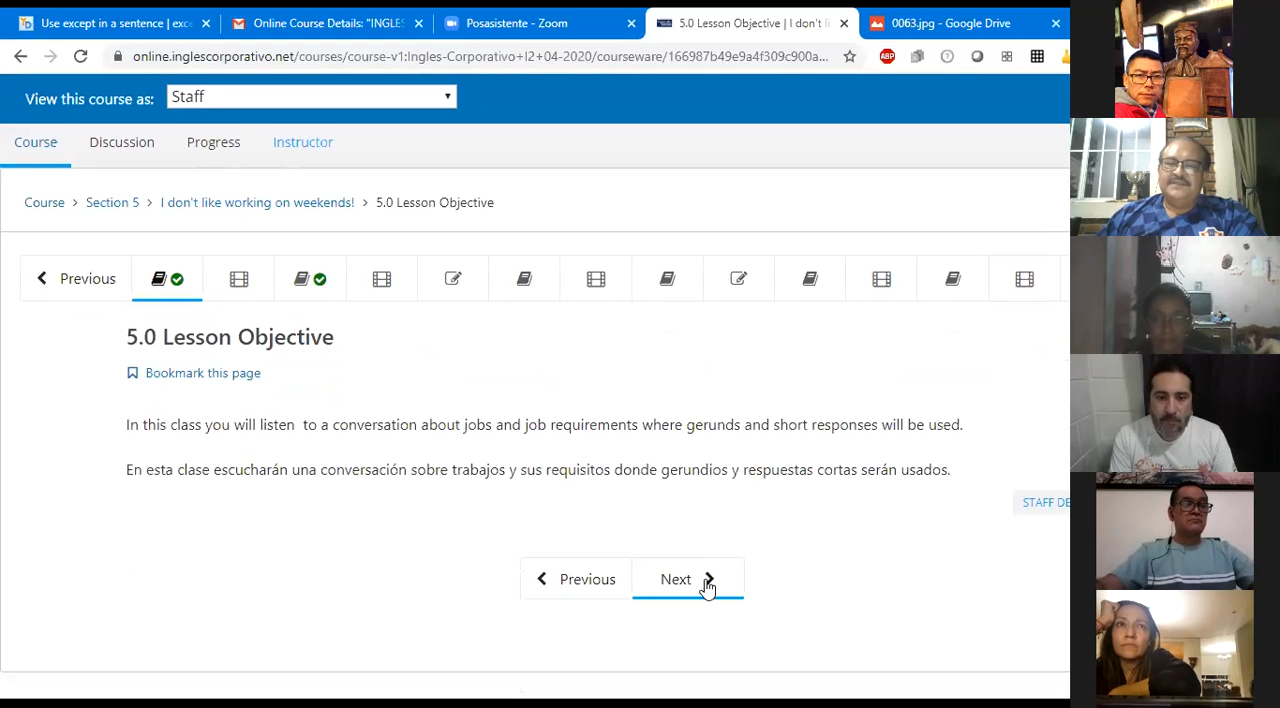 Use except in a sentence | exc
Online Course Details: "INGLES
Posasistente - Zoom
5.0 Lesson Objective | I don't li
0063.jpg - Google Drive
online.inglescorporativo.net/courses/course-v1:Ingles-Corporativo+I2+04-2020/courseware/166987b49e9a4f309c900a...
ABP
View this course as:
Staff
Course
Discussion
Progress
Instructor
Course > Section 5 > I don't like working on weekends! > 5.0 Lesson Objective
Previous
5.0 Lesson Objective
Bookmark this page
In this class you will listen to a conversation about jobs and job requirements where gerunds and short responses will be used.
En esta clase escucharán una conversación sobre trabajos y sus requisitos donde gerundios y respuestas cortas serán usados.
STAFF DE
Previous
Next